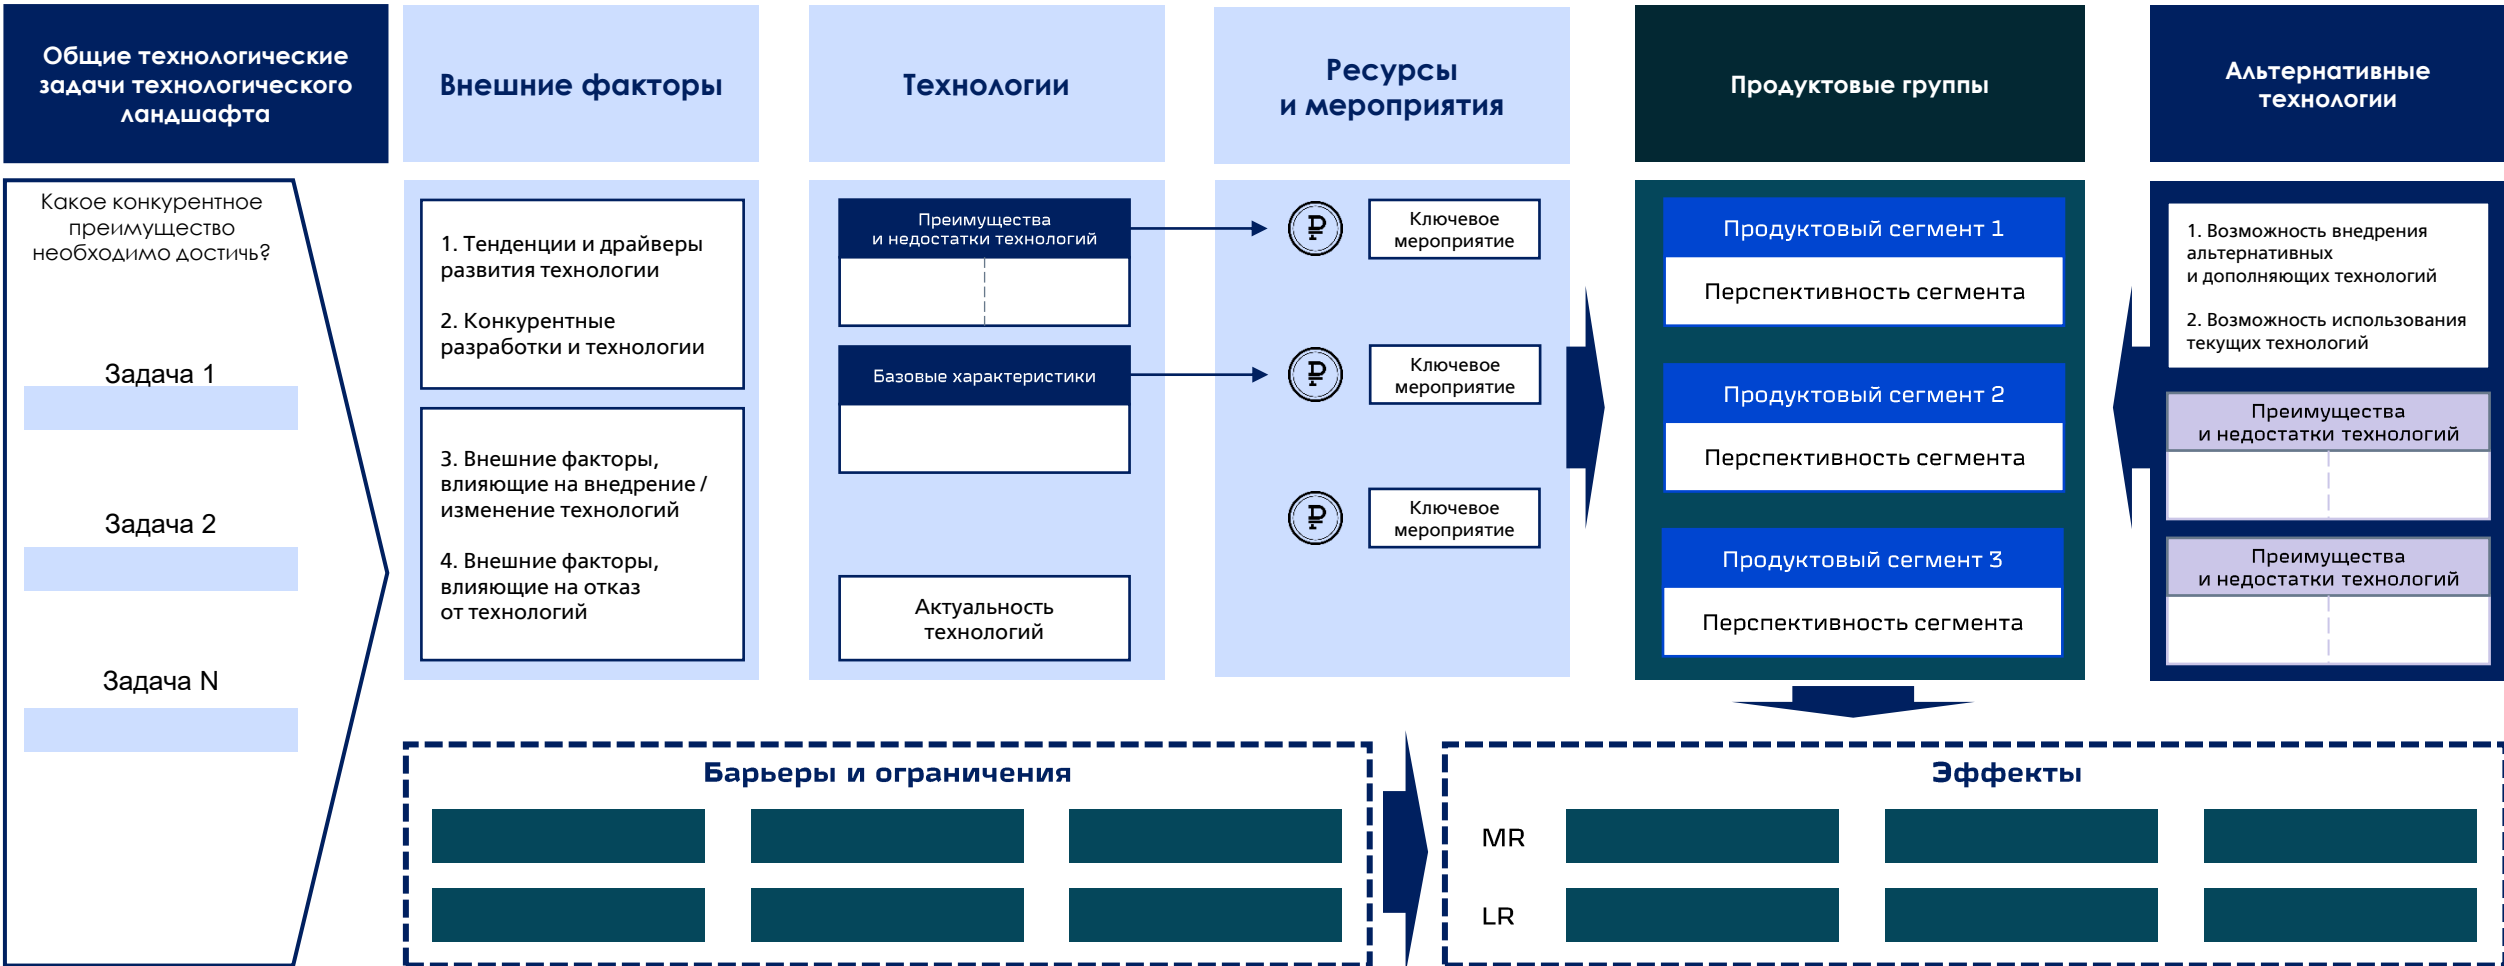 Общие технологические
задачи технологического
ландшафта
Внешние факторы
Технологии
Ресурсы
и мероприятия
Продуктовые группы
Альтернативные
технологии
Какое конкурентное
преимущество
необходимо достичь?
Задача 1
Задача 2
Задача N
1. Тенденции и драйверы
развития технологии
2. Конкурентные
разработки и технологии
3. Внешние факторы,
влияющие на внедрение /
изменение технологий
4. Внешние факторы,
влияющие на отказ
от технологий
Преимущества
и недостатки технологий
Базовые характеристики
Актуальность
технологий
₽
Ключевое
мероприятие
₽
Ключевое
мероприятие
₽
Ключевое
мероприятие
Продуктовый сегмент 1
Перспективность сегмента
Продуктовый сегмент 2
Перспективность сегмента
Продуктовый сегмент 3
Перспективность сегмента
1. Возможность внедрения
альтернативных
и дополняющих технологий
2. Возможность использования
текущих технологий
Преимущества
и недостатки технологий
Преимущества
и недостатки технологий
Барьеры и ограничения
Эффекты
MR
LR